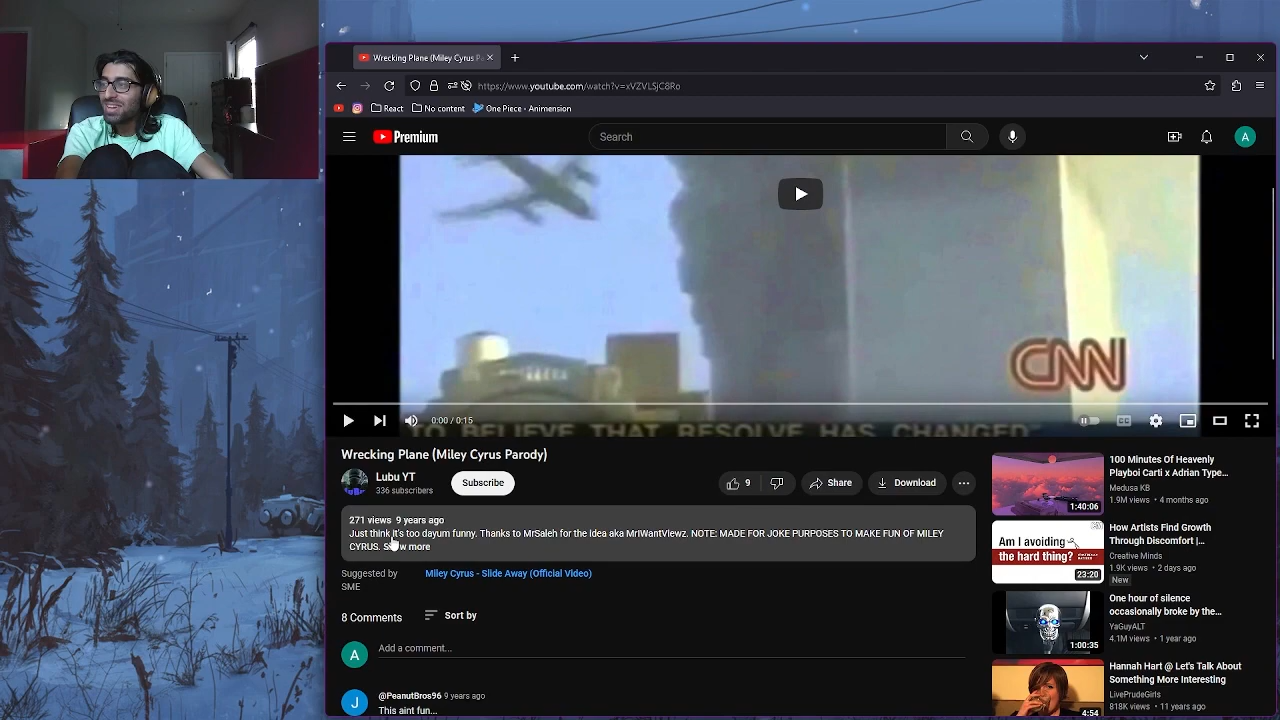 Wrecking Plane (Miley Cyrus Pa
https://www.youtube.com/watch?v=xVZVLSjC8Ro
React
No content
One Piece - Animension
Premium
Search
A
CNN
TO BELIEVE THAT RESOLVE HAS CHANGED"
0:00 / 0:15
CC
Wrecking Plane (Miley Cyrus Parody)
Lubu YT
336 subscribers
Subscribe
9
Share
Download
271 views 9 years ago
Just think it's too dayum funny. Thanks to MrSaleh for the Idea aka MrIWantViewz. NOTE: MADE FOR JOKE PURPOSES TO MAKE FUN OF MILEY
CYRUS. Show more
Suggested by
SME
Miley Cyrus - Slide Away (Official Video)
8 Comments
Sort by
A
Add a comment...
J
@PeanutBros96 9 years ago
This aint fun...
1:40:06
100 Minutes Of Heavenly
Playboi Carti x Adrian Type...
Medusa KB
1.9M views • 4 months ago
Am I avoiding
the hard thing?
23:20
How Artists Find Growth
Through Discomfort |...
Creative Minds
1.9K views • 2 days ago
New
1:00:35
One hour of silence
occasionally broke by the...
YaGuyALT
4.1M views • 1 year ago
4:54
Hannah Hart @ Let's Talk About
Something More Interesting
LivePrudeGirls
818K views • 11 years ago